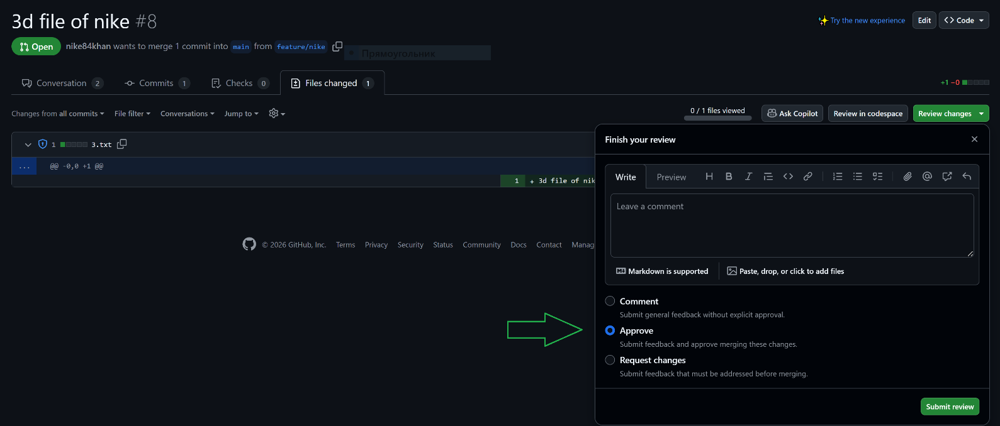 3d file of nike #8
Try the new experience Edit Code
Open nike84khan wants to merge 1 commit into main from feature/nike
Прямоугольник
Conversation 2 Commits 1 Checks 0 Files changed 1 +1 −0
Changes from all commits File filter Conversations Jump to 0 / 1 files viewed Ask Copilot Review in codespace Review changes
1 3.txt
... @@ -0,0 +1 @@
1 + 3d file of nik
© 2026 GitHub, Inc. Terms Privacy Security Status Community Docs Contact Manag
Finish your review
Write Preview
Leave a comment
Markdown is supported Paste, drop, or click to add files
Comment
Submit general feedback without explicit approval.
Approve
Submit feedback and approve merging these changes.
Request changes
Submit feedback that must be addressed before merging.
Submit review